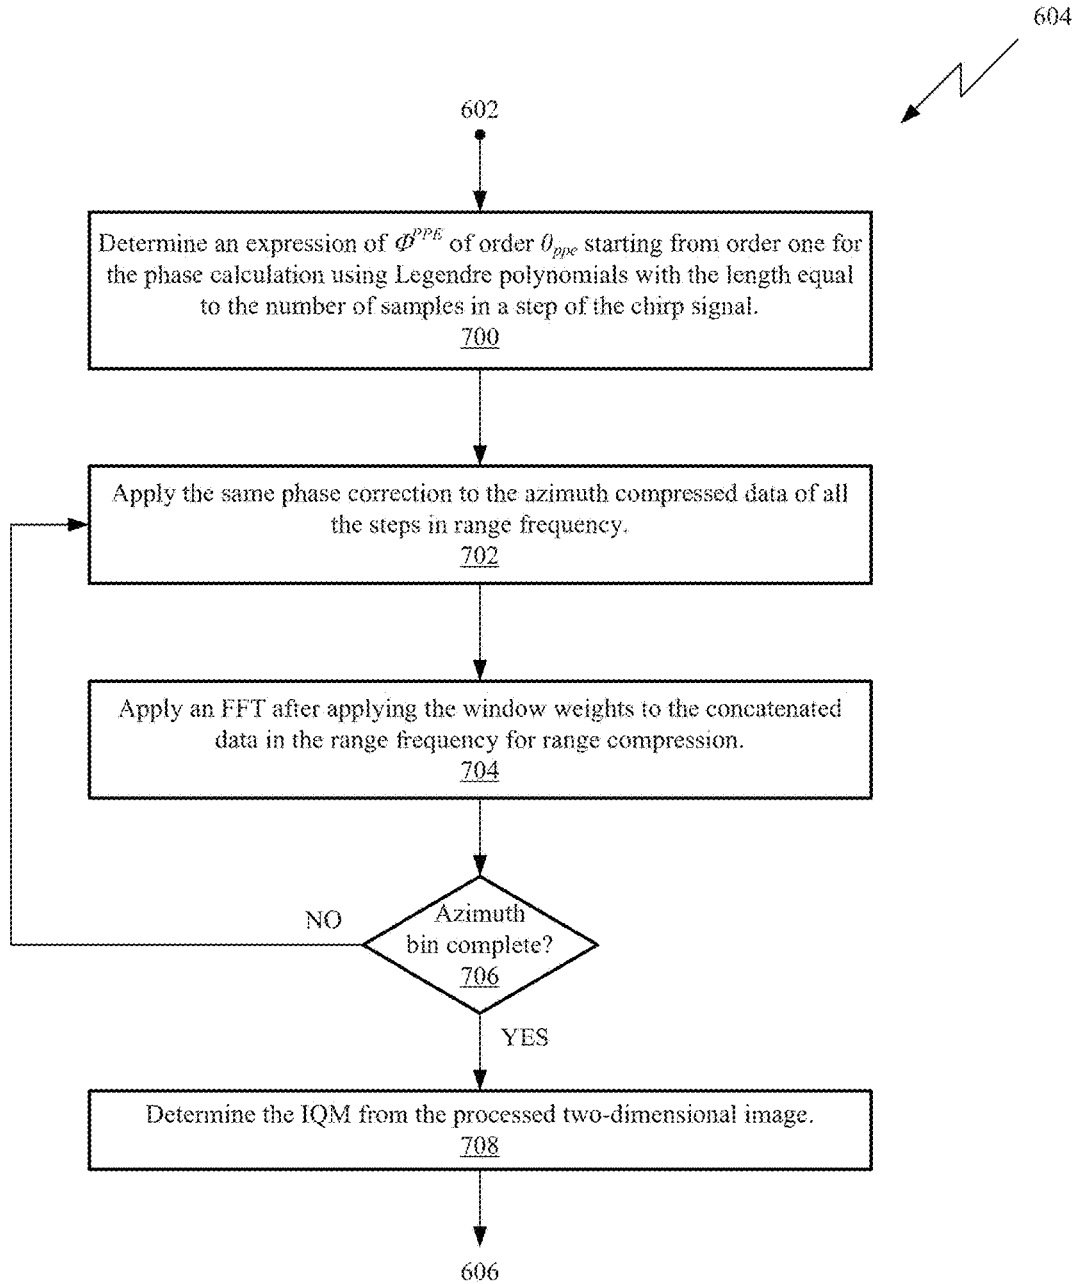 604
602
Determine an expression of Φ^PPE of order θ_ppe starting from order one for
the phase calculation using Legendre polynomials with the length equal
to the number of samples in a step of the chirp signal.
700
Apply the same phase correction to the azimuth compressed data of all
the steps in range frequency.
702
Apply an FFT after applying the window weights to the concatenated
data in the range frequency for range compression.
704
NO
Azimuth
bin complete?
706
YES
Determine the IQM from the processed two-dimensional image.
708
606